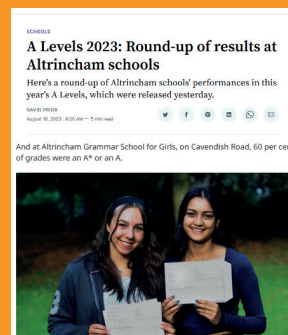 SCHOOLS
A Levels 2023: Round-up of results at
Altrincham schools
Here's a round-up of Altrincham schools' performances in this
year's A Levels, which were released yesterday.
DAVID PRIOR
August 18, 2023 . 9:28 AM — 5 min read
And at Altrincham Grammar School for Girls, on Cavendish Road, 60 per cen
of grades were an A* or an A.